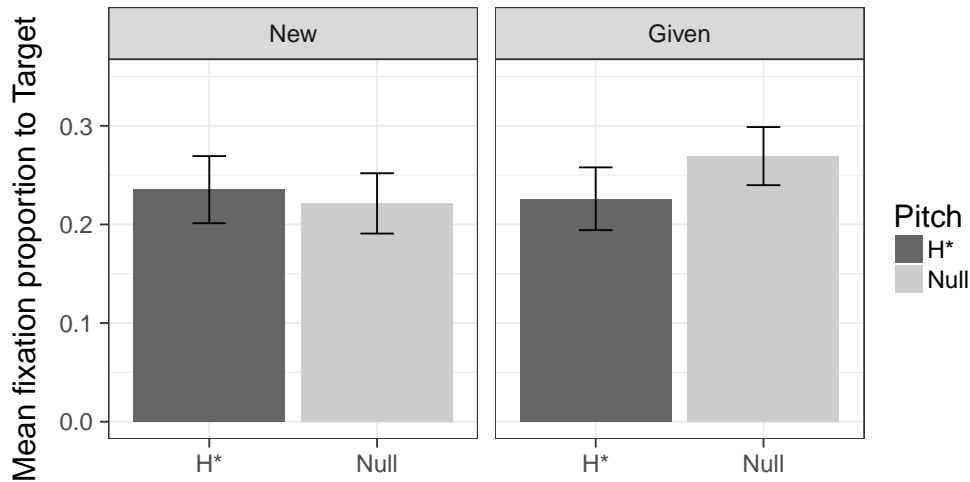 Mean fixation proportion to Target
New
Given
0.3
0.2
0.1
0.0
H*
Null
H*
Null
Pitch
H*
Null